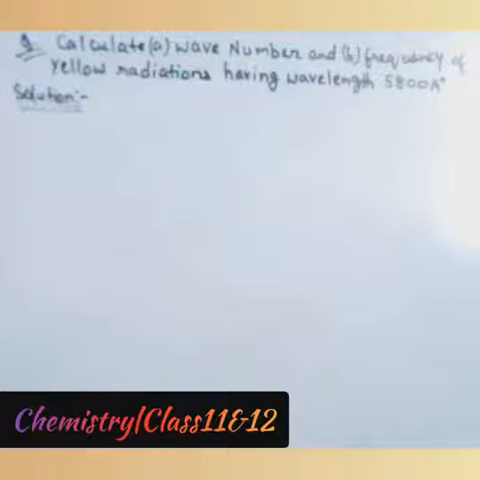 Q. Calculate (a) wave Number and (b) frequency of
yellow radiations having wavelength 5800A°
Solution:-
Chemistry|Class11&12